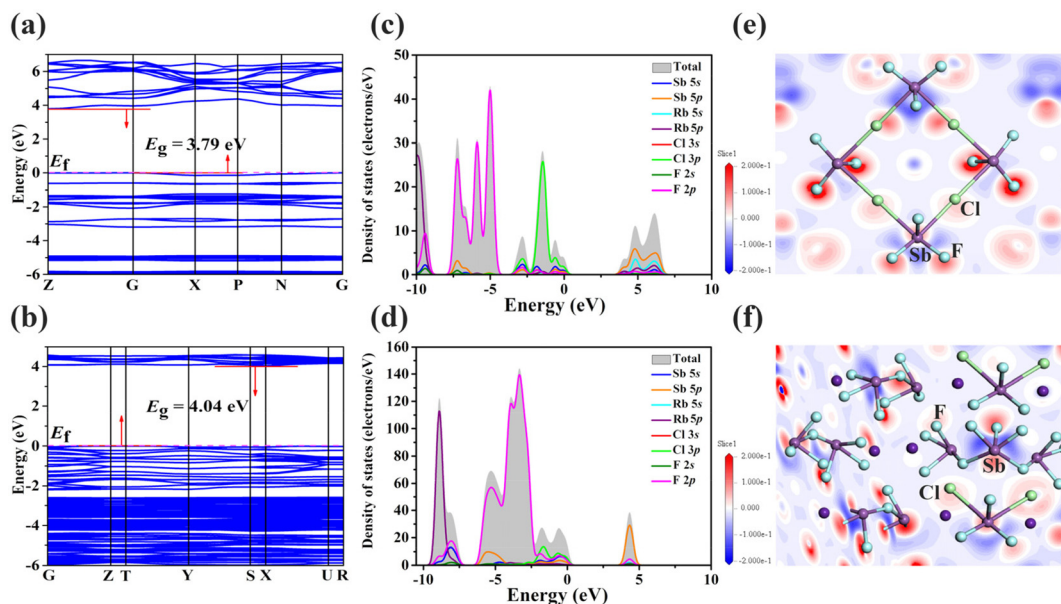 (a)
6
4
2
0
-2
-4
-6
Energy (eV)
Ef
Eg = 3.79 eV
Z G X P N G
(c)
50
40
30
20
10
0
Density of states (electrons/eV)
-10 -5 0 5 10
Energy (eV)
Total
Sb 5s
Sb 5p
Rb 5s
Rb 5p
Cl 3s
Cl 3p
F 2s
F 2p
(e)
Slice 1
2.000e-1
1.000e-1
0.000
-1.000e-1
-2.000e-1
Cl
Sb F
(b)
4
2
0
-2
-4
-6
Energy (eV)
Ef
Eg = 4.04 eV
G Z T Y S X U R
(d)
160
140
120
100
80
60
40
20
0
Density of states (electrons/eV)
-10 -5 0 5 10
Energy (eV)
Total
Sb 5s
Sb 5p
Rb 5s
Rb 5p
Cl 3s
Cl 3p
F 2s
F 2p
(f)
Slice 1
2.000e-1
1.000e-1
0.000
-1.000e-1
-2.000e-1
F
Sb
Cl